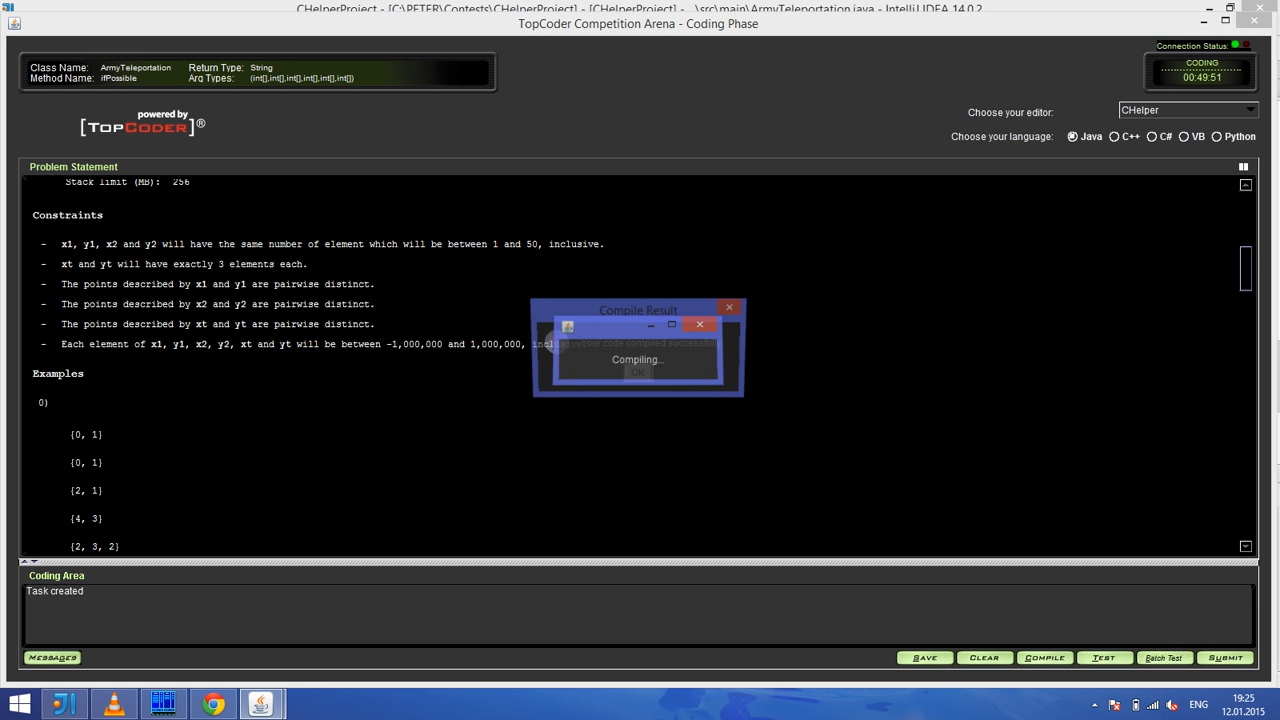 CHelperProject - [C:\PETER\Contests\CHelperProject] - [CHelperProject] - ...\src\main\ArmyTeleportation.java - IntelliJ IDEA 14.0.2
TopCoder Competition Arena - Coding Phase
Connection Status:
Class Name: ArmyTeleportation Return Type: String
Method Name: ifPossible Arg Types: (int[],int[],int[],int[],int[],int[])
CODING
00:49:51
powered by
[TOPCODER]®
Choose your editor: CHelper
Choose your language: Java C++ C# VB Python
Problem Statement
Stack limit (MB): 256
Constraints
- x1, y1, x2 and y2 will have the same number of element which will be between 1 and 50, inclusive.
- xt and yt will have exactly 3 elements each.
- The points described by x1 and y1 are pairwise distinct.
- The points described by x2 and y2 are pairwise distinct.
- The points described by xt and yt are pairwise distinct.
- Each element of x1, y1, x2, y2, xt and yt will be between -1,000,000 and 1,000,000, inclusive.
Compile Result
Your code compiled successfully
Compiling...
OK
Examples
0)
{0, 1}
{0, 1}
{2, 1}
{4, 3}
{2, 3, 2}
Coding Area
Task created
MESSAGES SAVE CLEAR COMPILE TEST Batch Test SUBMIT
ENG
19:25
12.01.2015